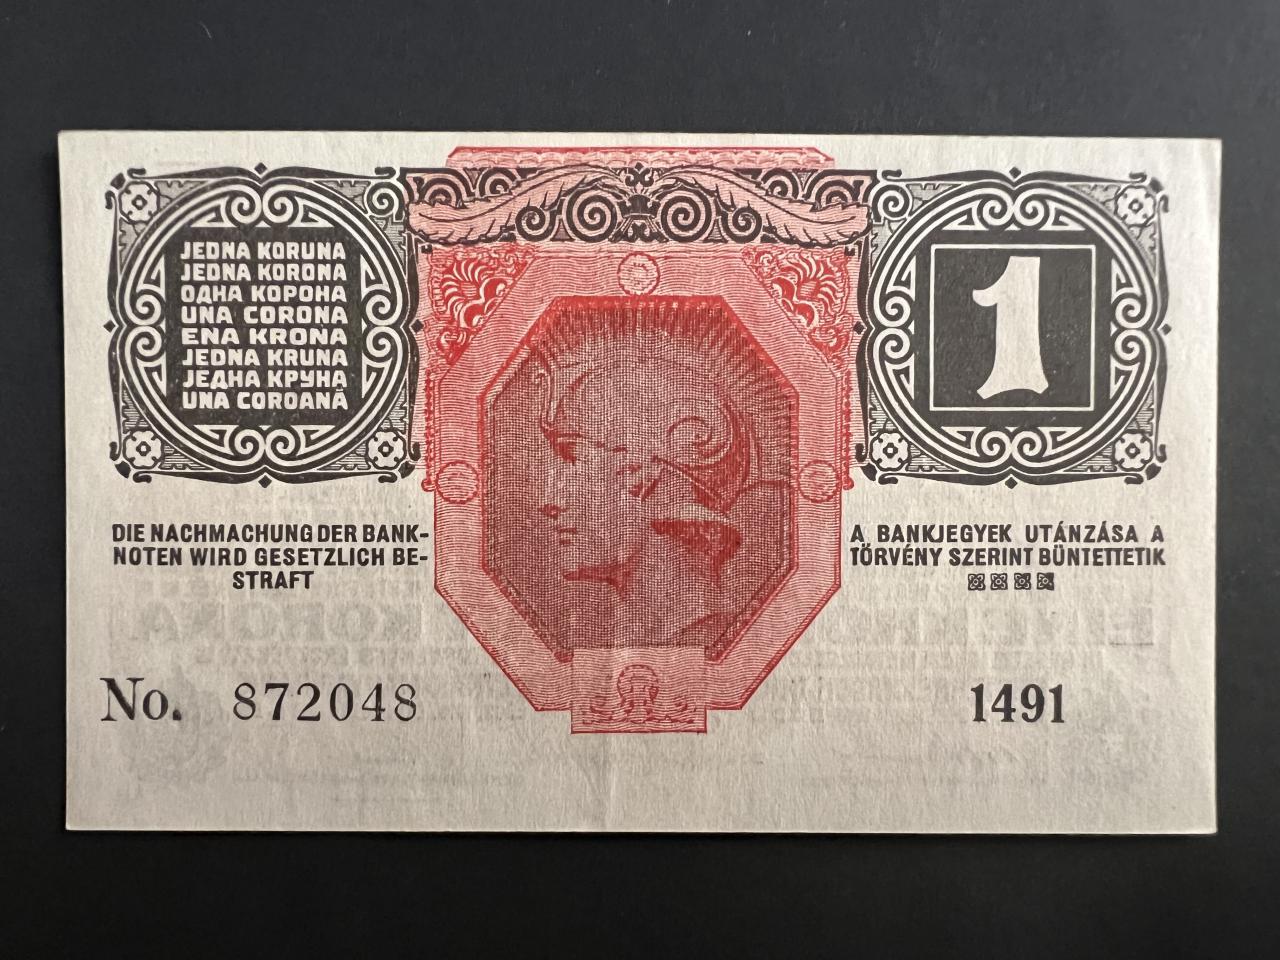 JEDNA KORUNA
JEDNA KORONA
ОДНА КОРОНА
UNA CORONA
ENA KRONA
JEDNA KRUNA
ЈЕДНА КРУНА
UNA COROANĂ
1
DIE NACHMACHUNG DER BANK-
NOTEN WIRD GESETZLICH BE-
STRAFT
A BANKJEGYEK UTÁNZÁSA A
TÖRVÉNY SZERINT BÜNTETTETIK
No. 872048
1491